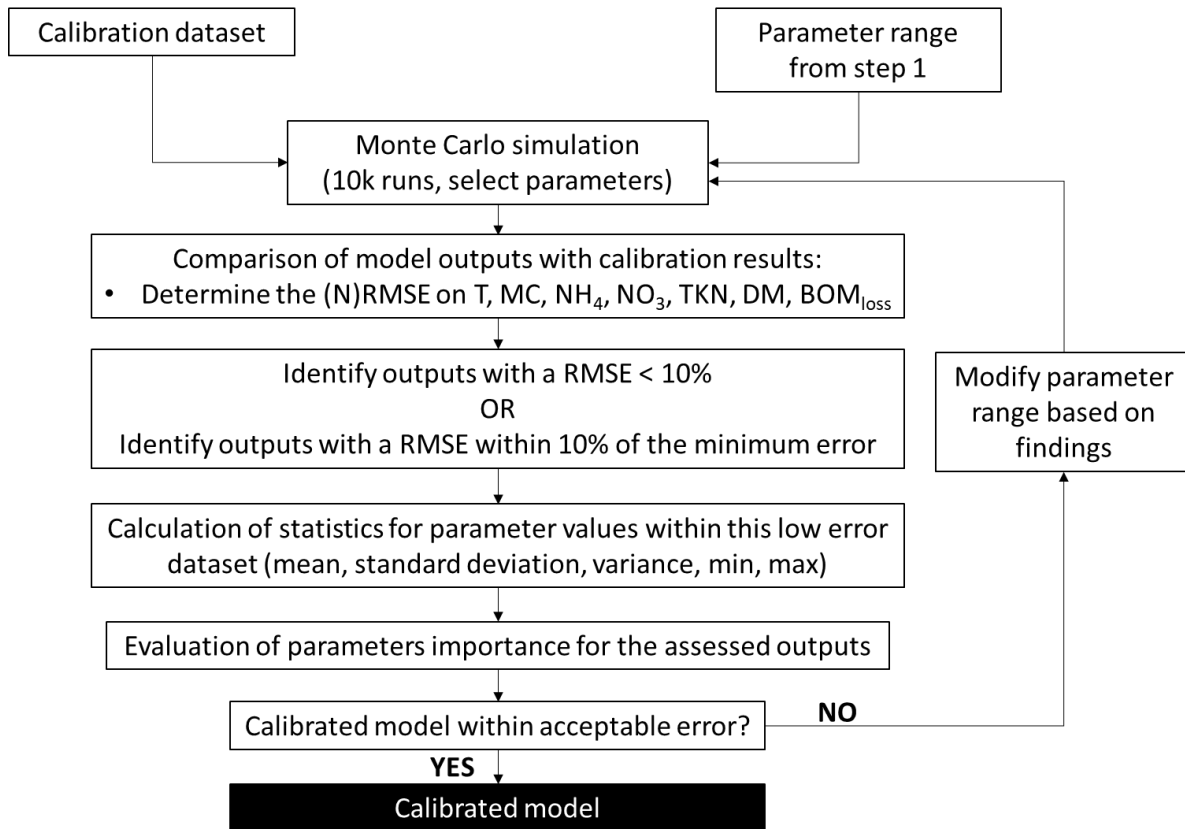 Calibration dataset
Parameter range
from step 1
Monte Carlo simulation
(10k runs, select parameters)
Comparison of model outputs with calibration results:
• Determine the (N)RMSE on T, MC, NH₄, NO₃, TKN, DM, BOM_loss
Identify outputs with a RMSE < 10%
OR
Identify outputs with a RMSE within 10% of the minimum error
Modify parameter
range based on
findings
Calculation of statistics for parameter values within this low error
dataset (mean, standard deviation, variance, min, max)
Evaluation of parameters importance for the assessed outputs
Calibrated model within acceptable error?
NO
YES
Calibrated model